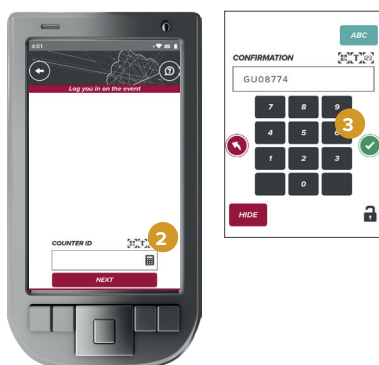 4:01
Log you in on the event
COUNTER ID
2
NEXT
ABC
CONFIRMATION
GU08774
7 8 9
4 5 6
3
1 2 3
0
HIDE